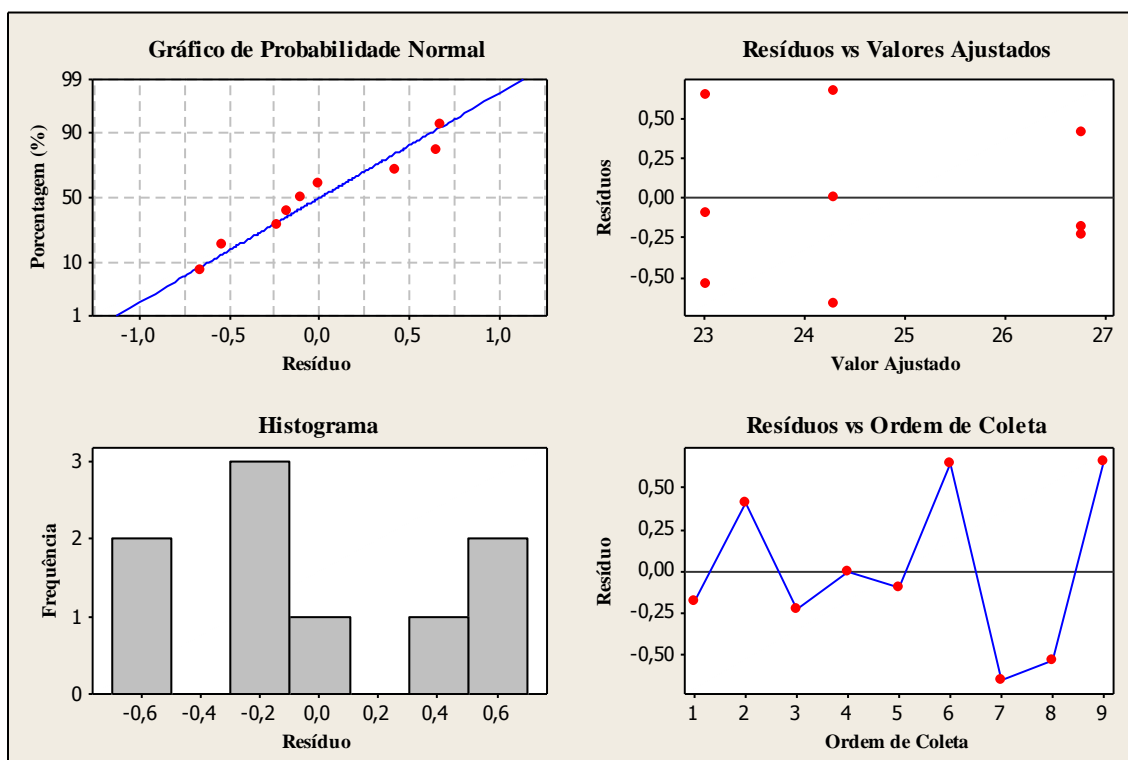 Gráfico de Probabilidade Normal
99
90
50
10
1
Porcentagem (%)
-1,0 -0,5 0,0 0,5 1,0
Resíduo
Resíduos vs Valores Ajustados
0,50
0,25
0,00
-0,25
-0,50
Resíduos
23 24 25 26 27
Valor Ajustado
Histograma
3
2
1
0
Frequência
-0,6 -0,4 -0,2 0,0 0,2 0,4 0,6
Resíduo
Resíduos vs Ordem de Coleta
0,50
0,25
0,00
-0,25
-0,50
Resíduo
1 2 3 4 5 6 7 8 9
Ordem de Coleta